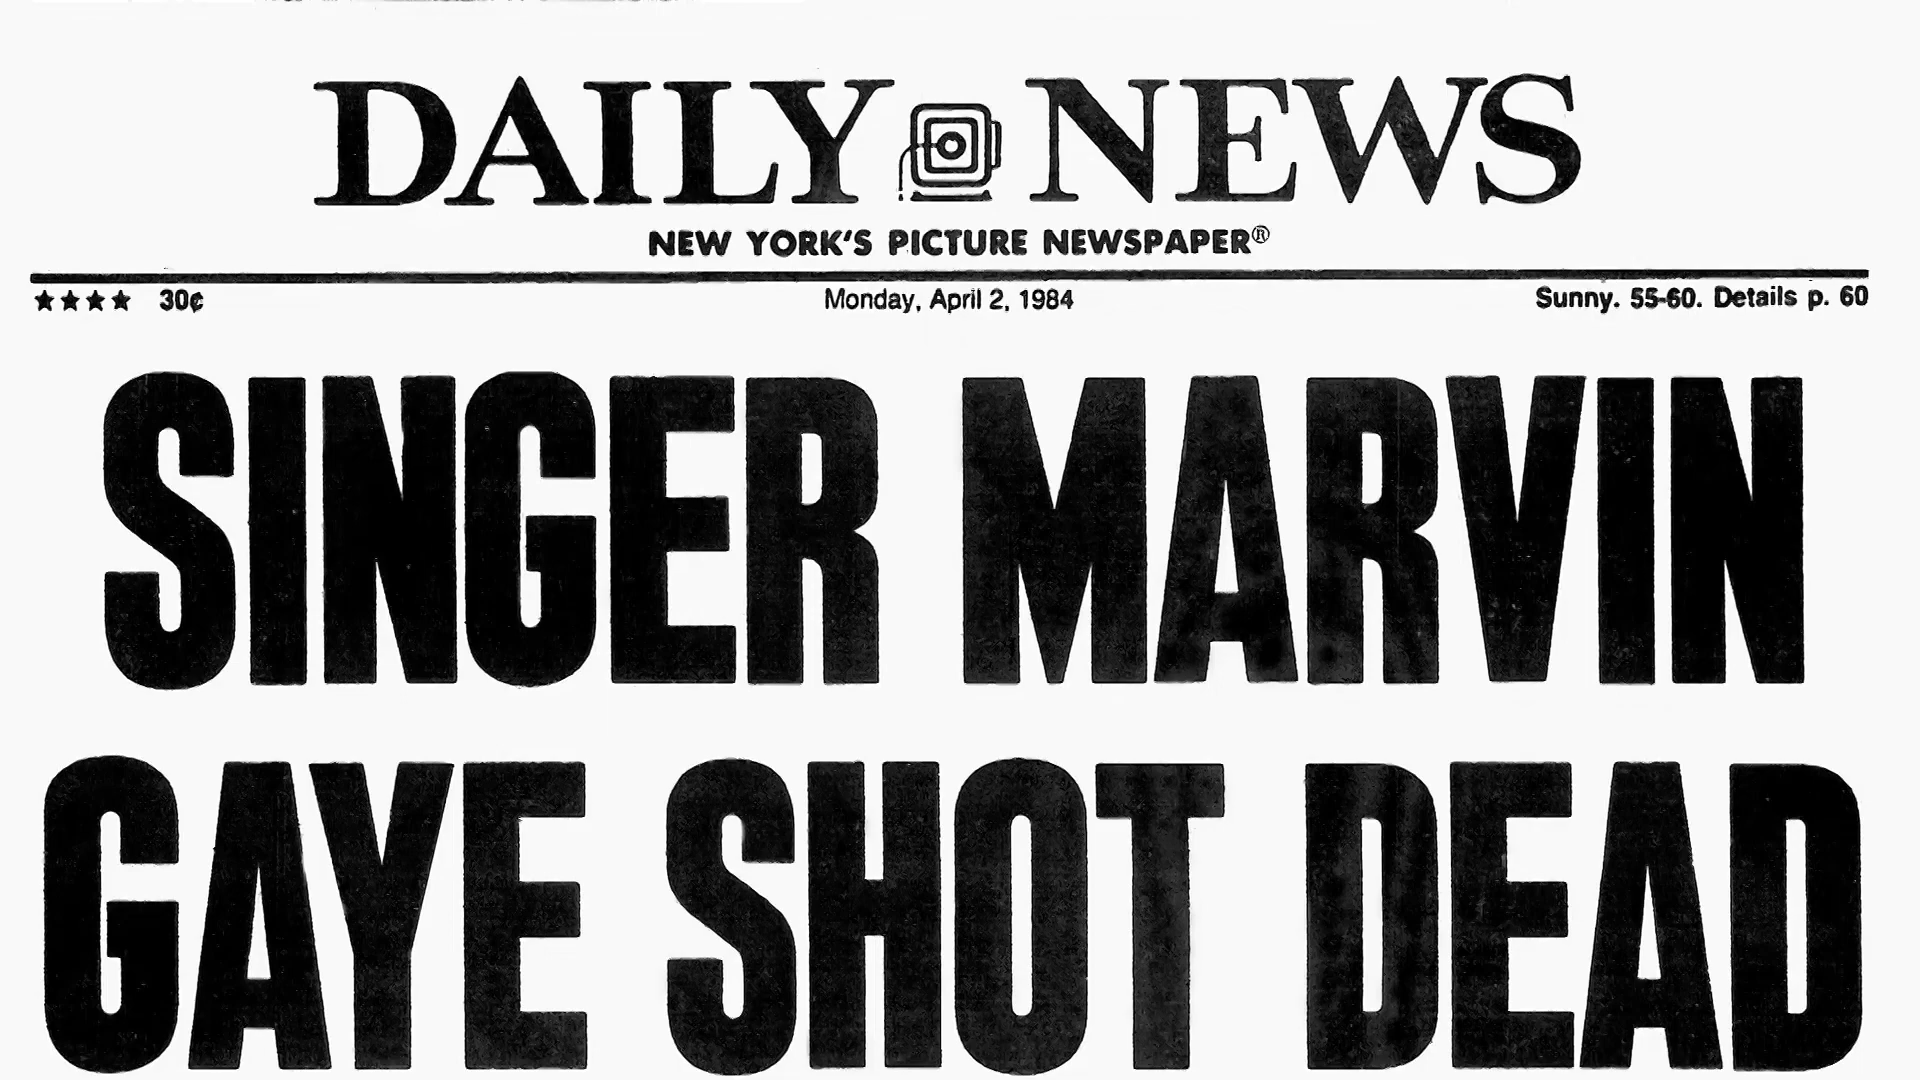 DAILY NEWS
NEW YORK'S PICTURE NEWSPAPER®
★★★★ 30¢ Monday, April 2, 1984 Sunny. 55-60. Details p. 60
SINGER MARVIN
GAYE SHOT DEAD